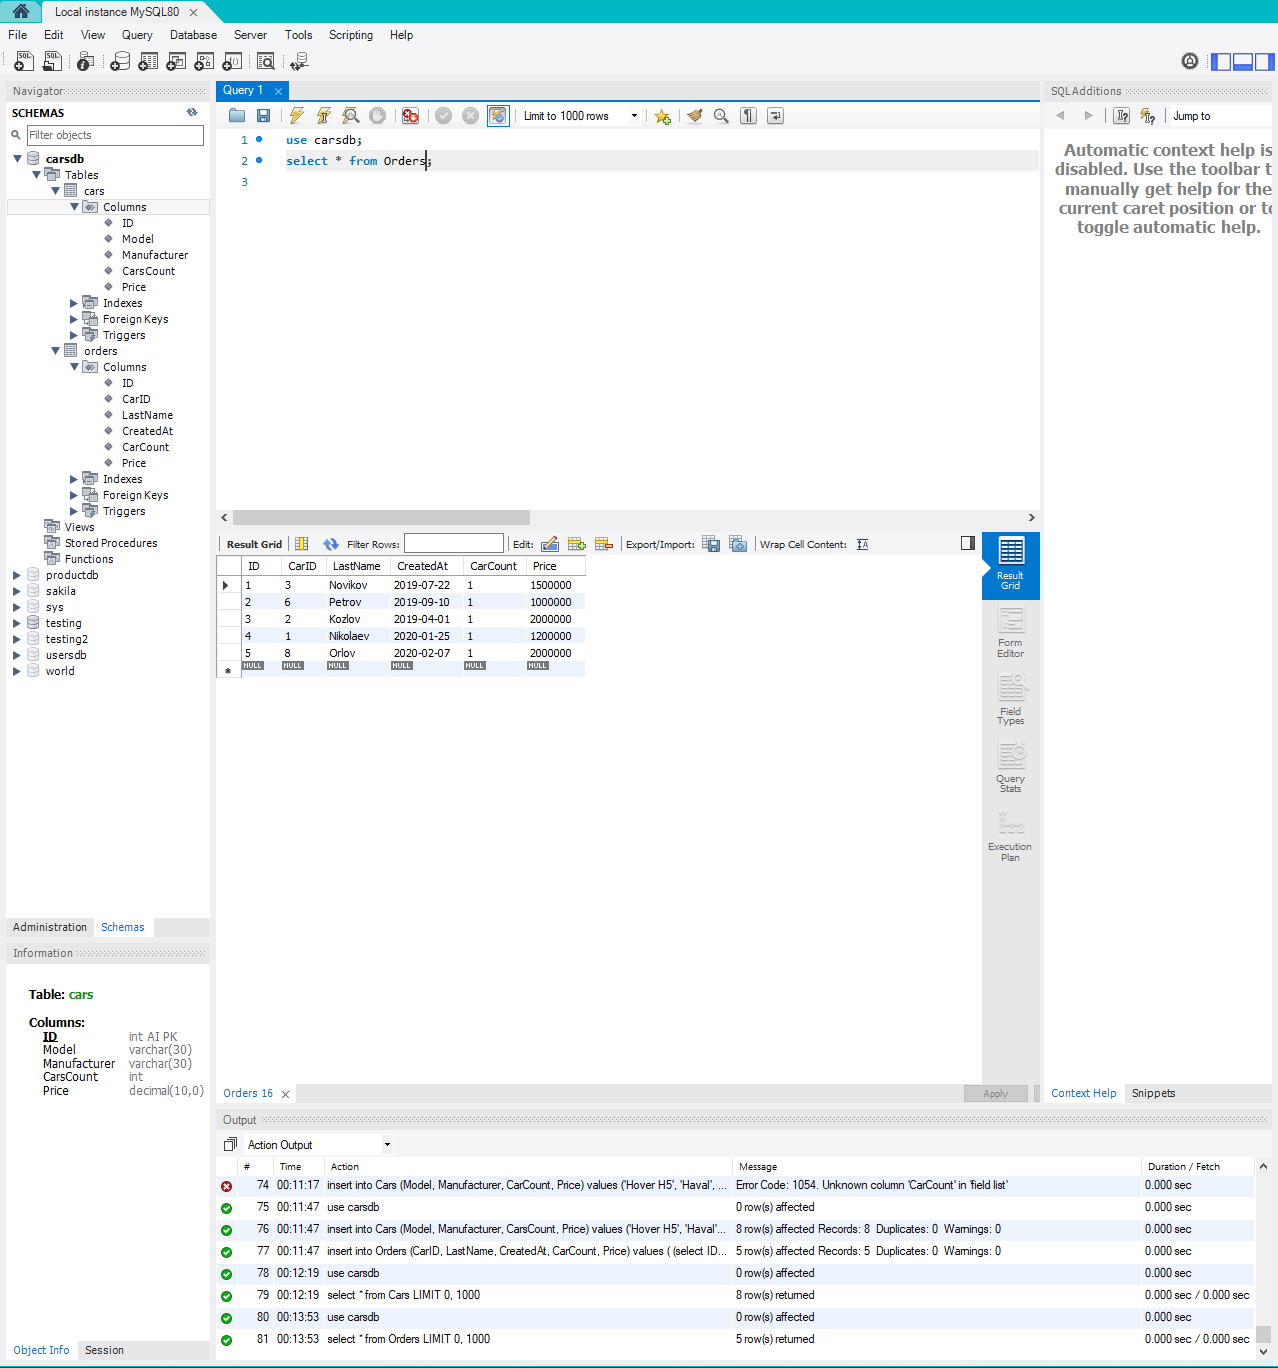 Local instance MySQL80
File Edit View Query Database Server Tools Scripting Help
Navigator
SCHEMAS
Filter objects
carsdb
Tables
cars
Columns
ID
Model
Manufacturer
CarsCount
Price
Indexes
Foreign Keys
Triggers
orders
Columns
ID
CarID
LastName
CreatedAt
CarCount
Price
Indexes
Foreign Keys
Triggers
Views
Stored Procedures
Functions
productdb
sakila
sys
testing
testing2
usersdb
world
Administration Schemas
Information
Table: cars
Columns:
ID int AI PK
Model varchar(30)
Manufacturer varchar(30)
CarsCount int
Price decimal(10,0)
Object Info Session
Query 1
Limit to 1000 rows
1 use carsdb;
2 select * from Orders;
3
Result Grid Filter Rows: Edit: Export/Import: Wrap Cell Content:
ID CarID LastName CreatedAt CarCount Price
1 3 Novikov 2019-07-22 1 1500000
2 6 Petrov 2019-09-10 1 1000000
3 2 Kozlov 2019-04-01 1 2000000
4 1 Nikolaev 2020-01-25 1 1200000
5 8 Orlov 2020-02-07 1 2000000
NULL NULL NULL NULL NULL NULL
Result
Grid
Form
Editor
Field
Types
Query
Stats
Execution
Plan
Orders 16 Apply
SQLAdditions
Jump to
Automatic context help is
disabled. Use the toolbar t
manually get help for the
current caret position or to
toggle automatic help.
Context Help Snippets
Output
Action Output
# Time Action Message Duration / Fetch
74 00:11:17 insert into Cars (Model, Manufacturer, CarCount, Price) values ('Hover H5', 'Haval', ... Error Code: 1054. Unknown column 'CarCount' in 'field list' 0.000 sec
75 00:11:47 use carsdb 0 row(s) affected 0.000 sec
76 00:11:47 insert into Cars (Model, Manufacturer, CarsCount, Price) values ('Hover H5', 'Haval'... 8 row(s) affected Records: 8 Duplicates: 0 Warnings: 0 0.000 sec
77 00:11:47 insert into Orders (CarID, LastName, CreatedAt, CarCount, Price) values ( (select ID... 5 row(s) affected Records: 5 Duplicates: 0 Warnings: 0 0.000 sec
78 00:12:19 use carsdb 0 row(s) affected 0.000 sec
79 00:12:19 select * from Cars LIMIT 0, 1000 8 row(s) returned 0.000 sec / 0.000 sec
80 00:13:53 use carsdb 0 row(s) affected 0.000 sec
81 00:13:53 select * from Orders LIMIT 0, 1000 5 row(s) returned 0.000 sec / 0.000 sec